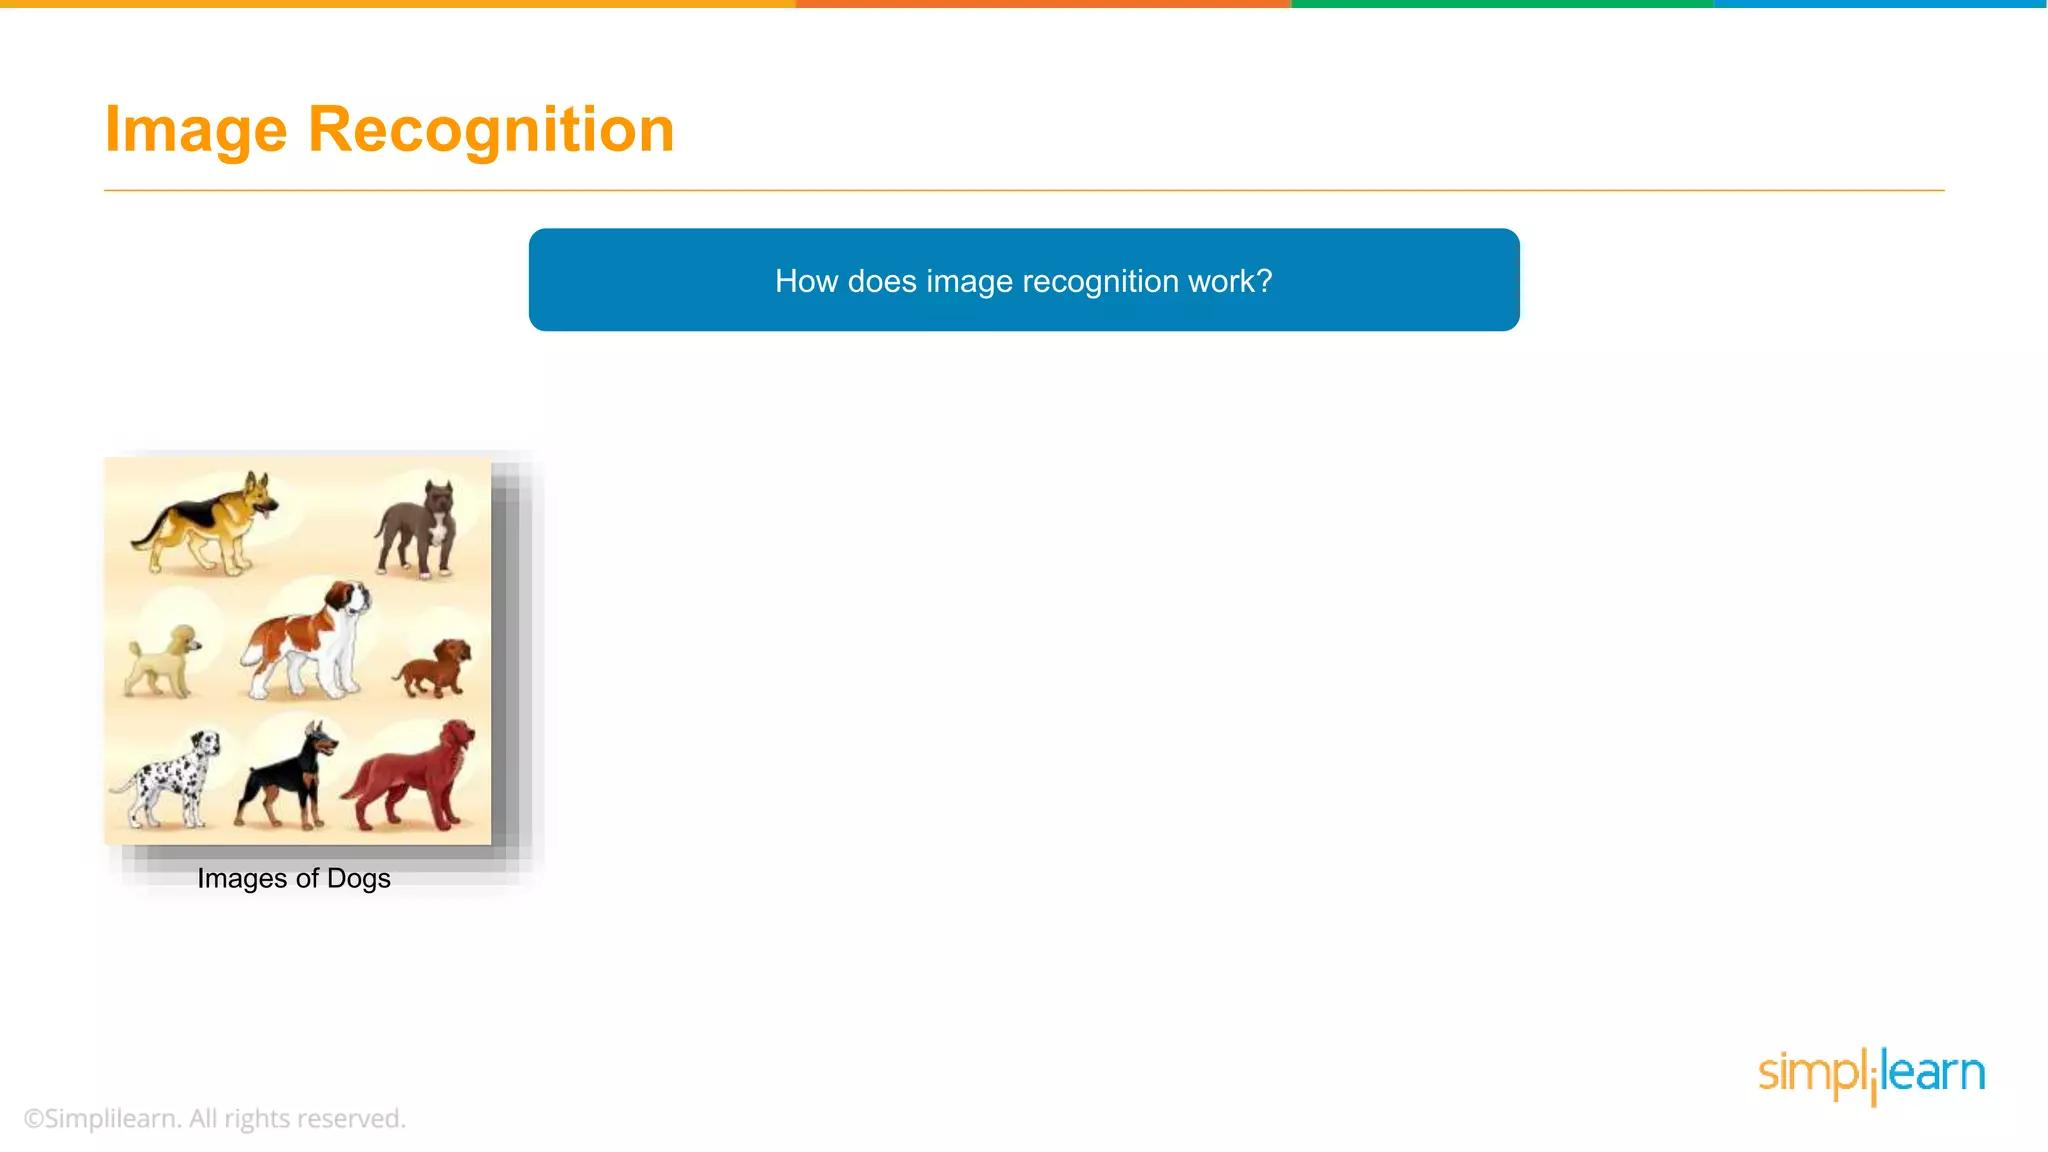 Image Recognition
How does image recognition work?
Images of Dogs
simplilearn
©Simplilearn. All rights reserved.